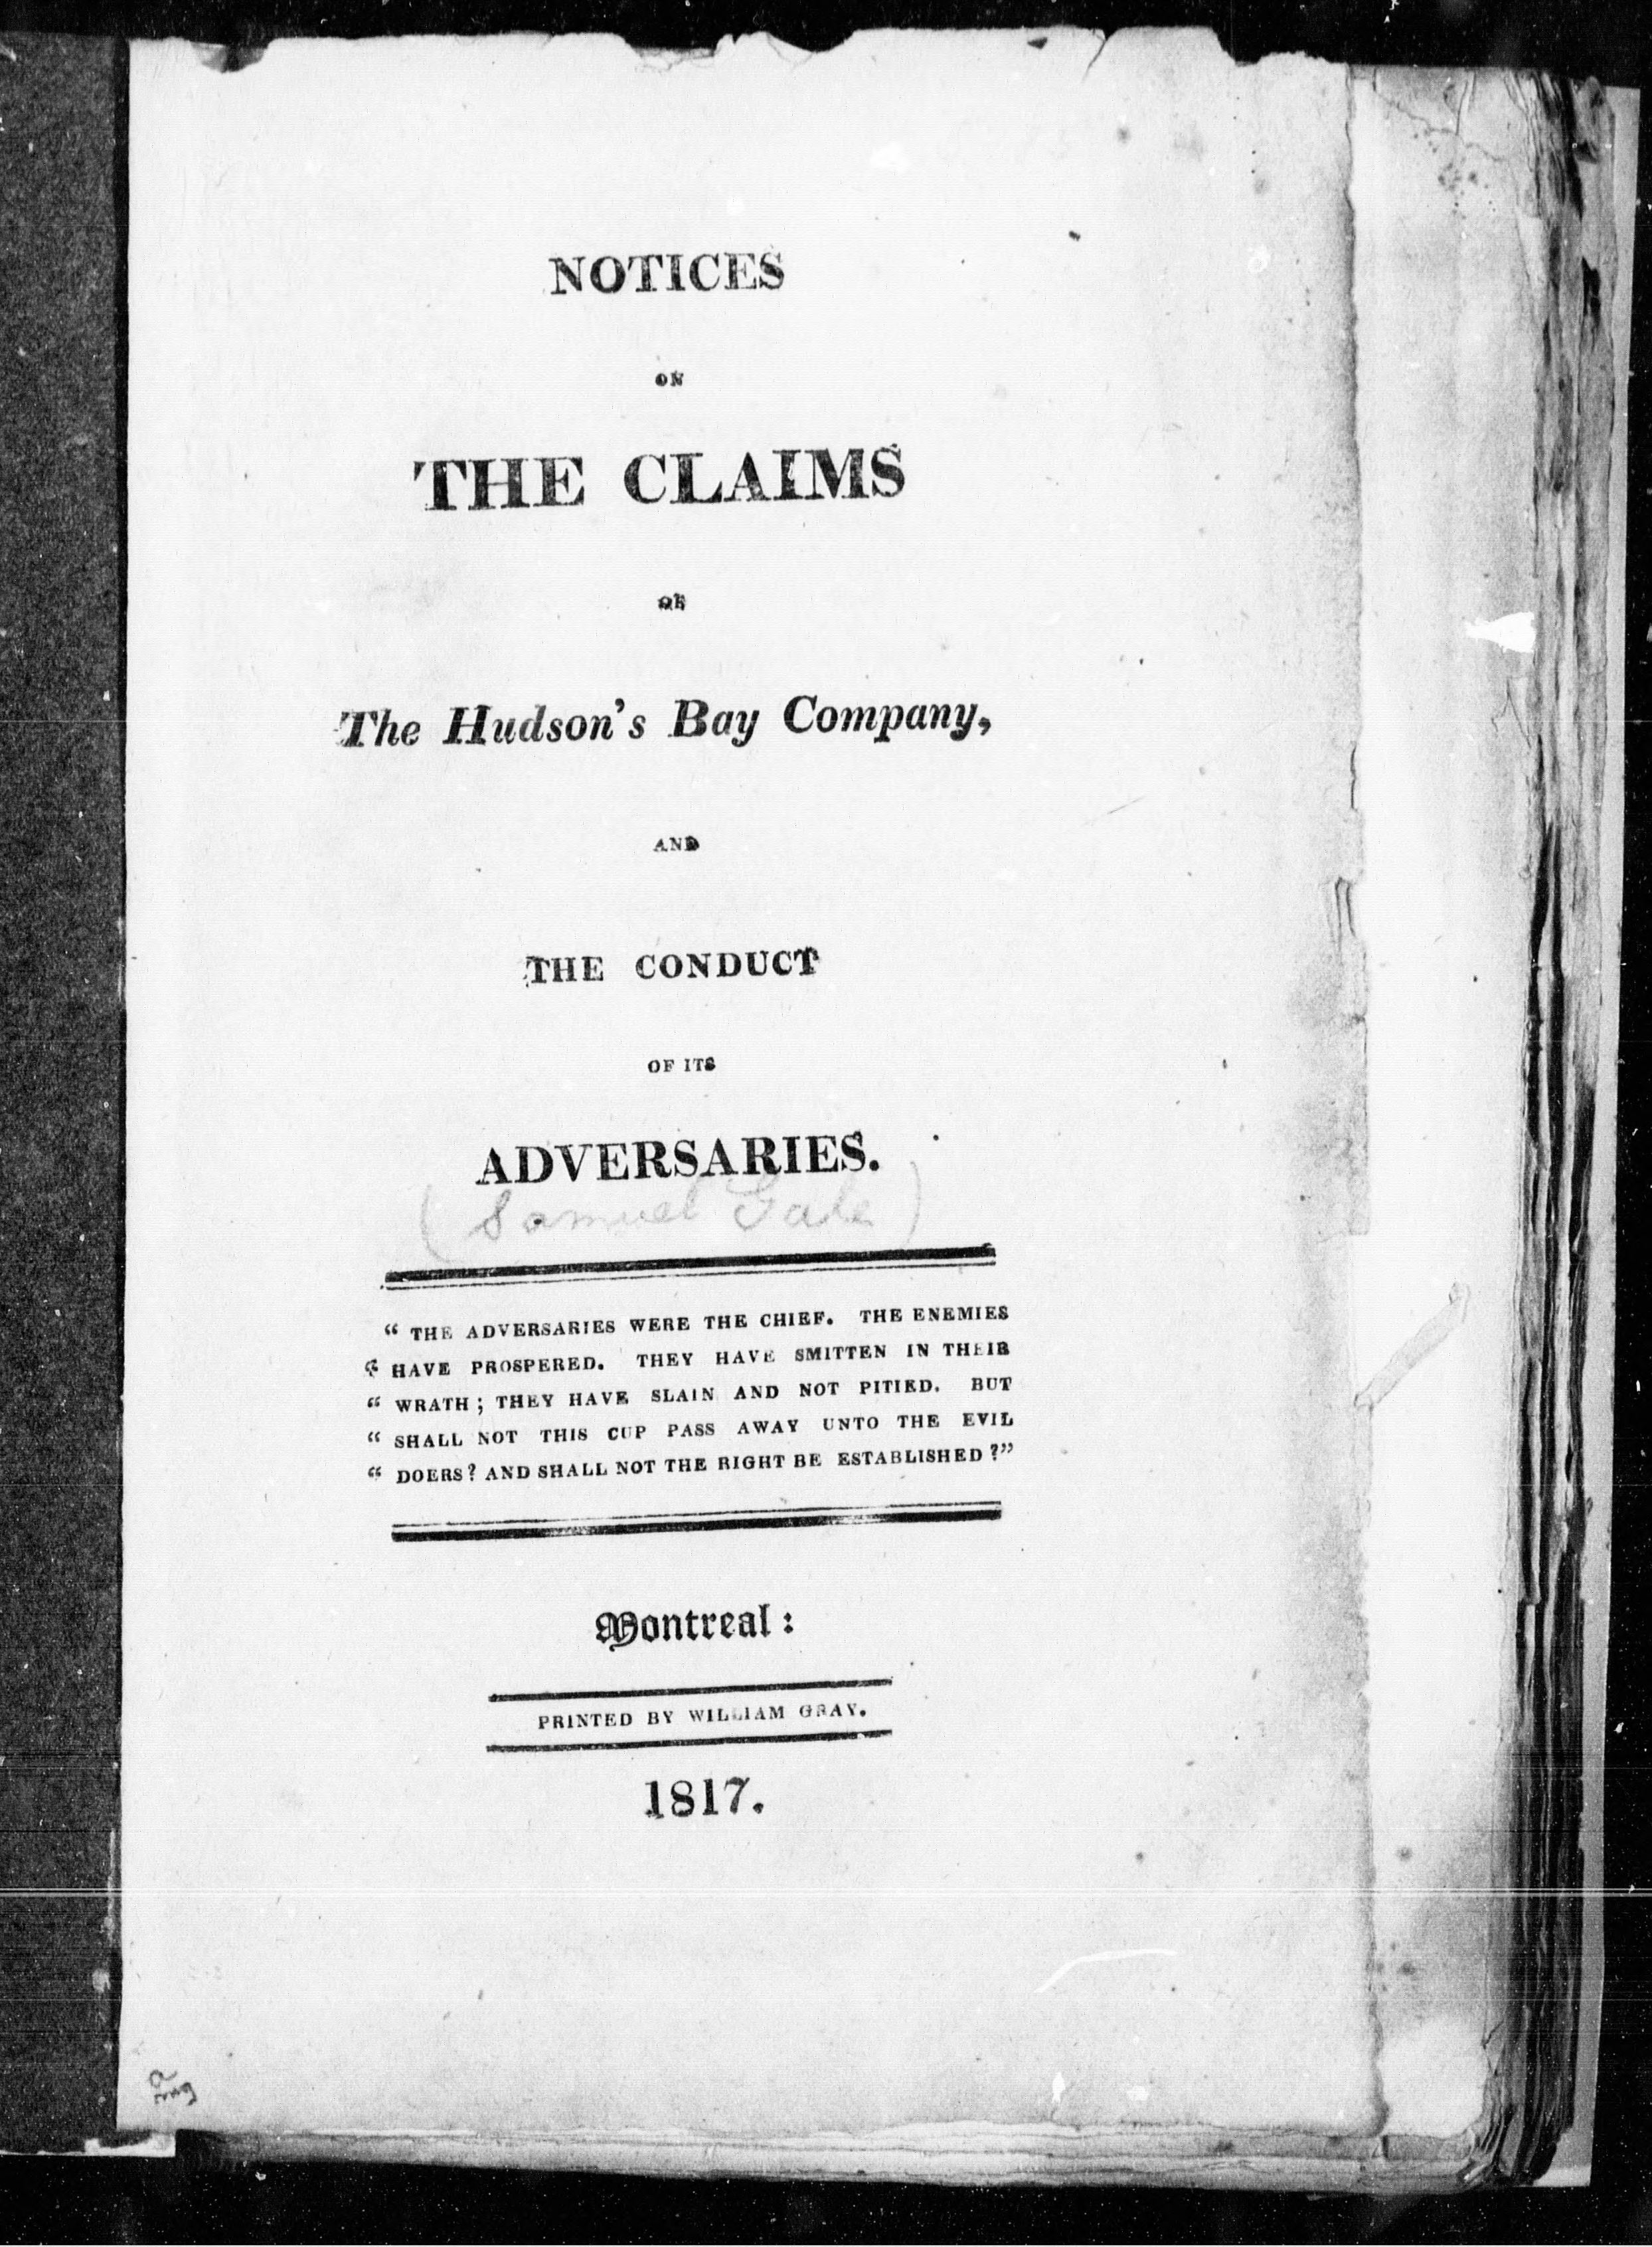 NOTICES
ON
THE CLAIMS
OF
The Hudson's Bay Company,
AND
THE CONDUCT
OF ITS
ADVERSARIES.
(Samuel Gale)
“ THE ADVERSARIES WERE THE CHIEF. THE ENEMIES
“ HAVE PROSPERED. THEY HAVE SMITTEN IN THEIR
“ WRATH ; THEY HAVE SLAIN AND NOT PITIED. BUT
“ SHALL NOT THIS CUP PASS AWAY UNTO THE EVIL
“ DOERS? AND SHALL NOT THE RIGHT BE ESTABLISHED ?”
Montreal :
PRINTED BY WILLIAM GRAY.
1817.